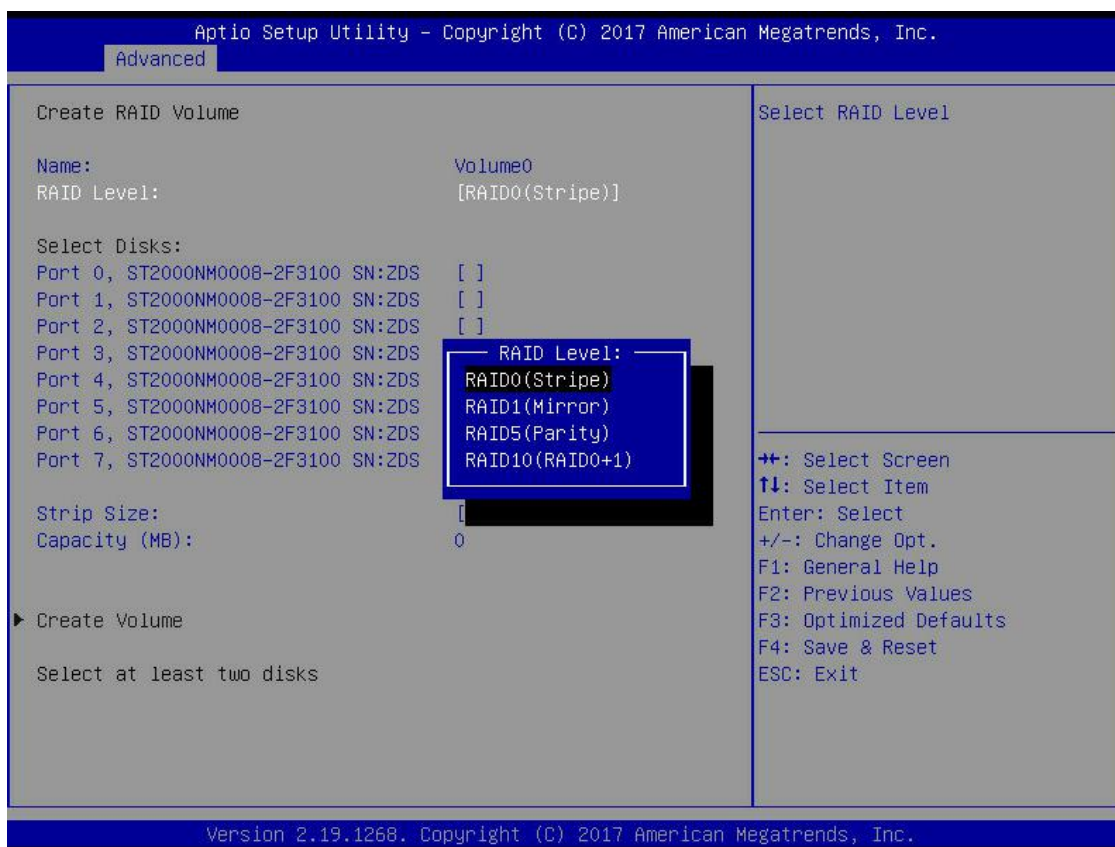 Aptio Setup Utility – Copyright (C) 2017 American Megatrends, Inc.
Advanced
Create RAID Volume
Select RAID Level
Name: Volume0
RAID Level: [RAID0(Stripe)]
Select Disks:
Port 0, ST2000NM0008-2F3100 SN:ZDS [ ]
Port 1, ST2000NM0008-2F3100 SN:ZDS [ ]
Port 2, ST2000NM0008-2F3100 SN:ZDS [ ]
Port 3, ST2000NM0008-2F3100 SN:ZDS
Port 4, ST2000NM0008-2F3100 SN:ZDS
Port 5, ST2000NM0008-2F3100 SN:ZDS
Port 6, ST2000NM0008-2F3100 SN:ZDS
Port 7, ST2000NM0008-2F3100 SN:ZDS
RAID Level:
RAID0(Stripe)
RAID1(Mirror)
RAID5(Parity)
RAID10(RAID0+1)
Strip Size: [
Capacity (MB): 0
Create Volume
Select at least two disks
→←: Select Screen
↑↓: Select Item
Enter: Select
+/-: Change Opt.
F1: General Help
F2: Previous Values
F3: Optimized Defaults
F4: Save & Reset
ESC: Exit
Version 2.19.1268. Copyright (C) 2017 American Megatrends, Inc.